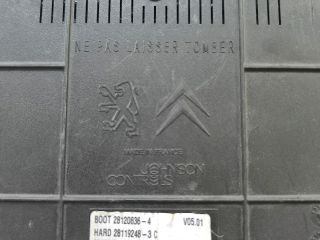 NE PAS LAISSER TOMBER
MADE IN FRANCE
JOHNSON
CONTROLS
BOOT 28120836-4 V05.01
HARD 28119248-3 C